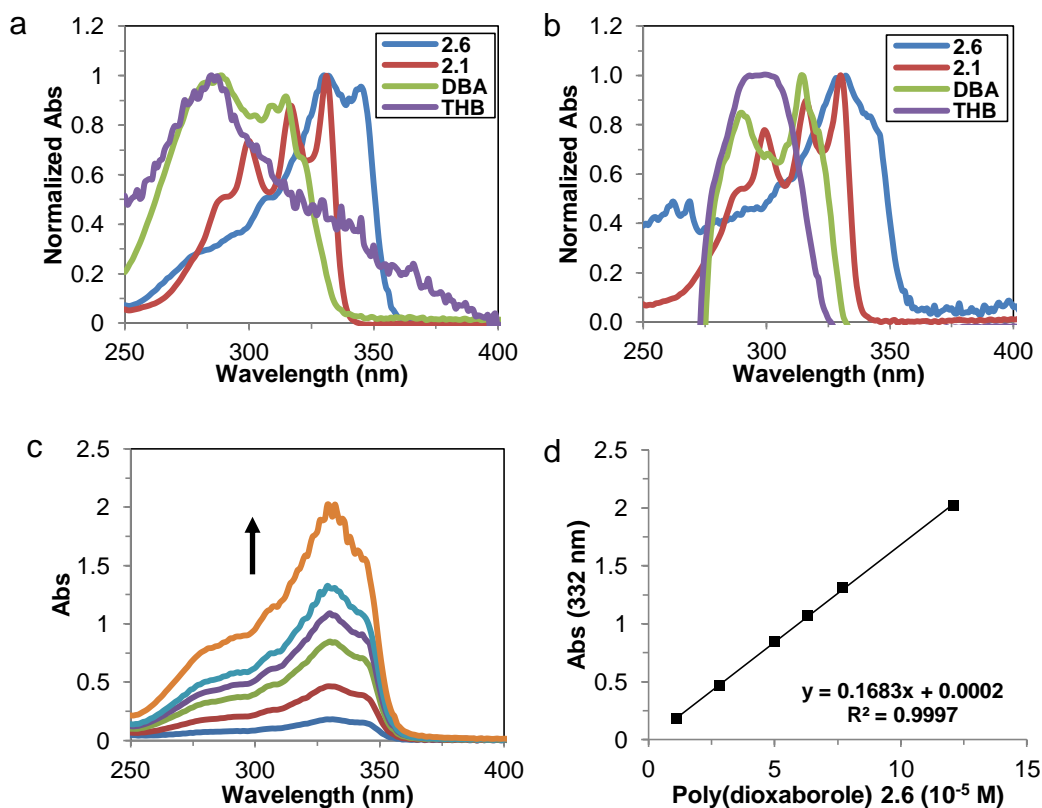 a
1.2
1
0.8
0.6
0.4
0.2
0
Normalized Abs
250 300 350 400
Wavelength (nm)
2.6
2.1
DBA
THB
b
1.2
1.0
0.8
0.6
0.4
0.2
0.0
Normalized Abs
250 300 350 400
Wavelength (nm)
2.6
2.1
DBA
THB
c
2.5
2
1.5
1
0.5
0
Abs
250 300 350 400
Wavelength (nm)
d
2.5
2
1.5
1
0.5
0
Abs (332 nm)
y = 0.1683x + 0.0002
R² = 0.9997
0 5 10 15
Poly(dioxaborole) 2.6 (10⁻⁵ M)